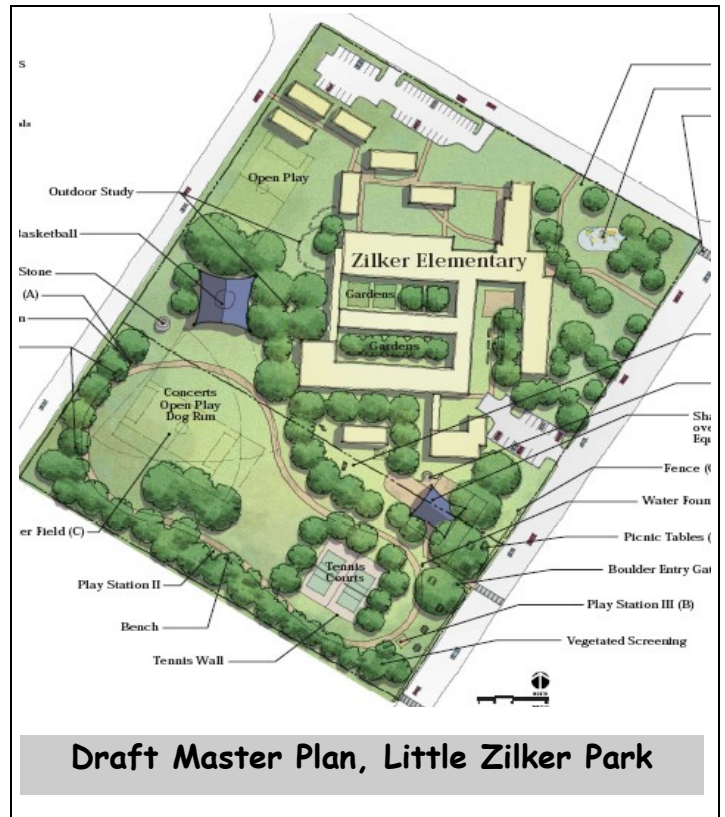 Open Play
Outdoor Study
Basketball
Stone
Zilker Elementary
(A)
Gardens
Gardens
Concerts
Open Play
Dog Run
Fence
Water Foun
er Field (C)
Picnic Tables (
Tennis
Courts
Boulder Entry Gat
Play Station II
Play Station III (B)
Bench
Vegetated Screening
Tennis Wall
Draft Master Plan, Little Zilker Park